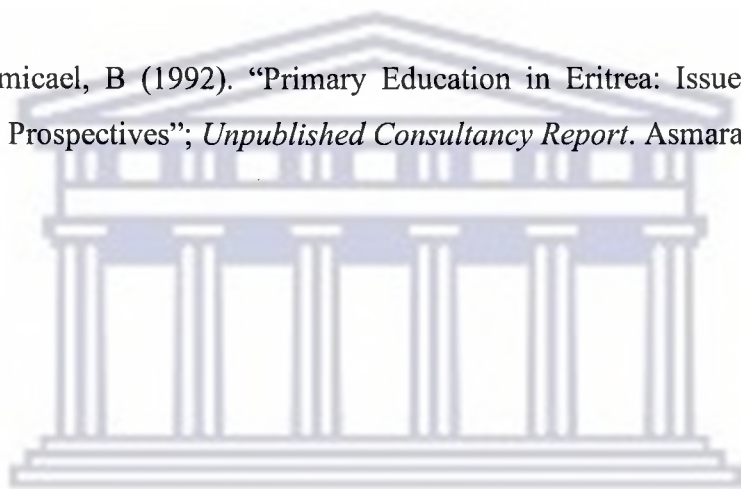 micael, B (1992). “Primary Education in Eritrea: Issue
Prospectives”; Unpublished Consultancy Report. Asmara